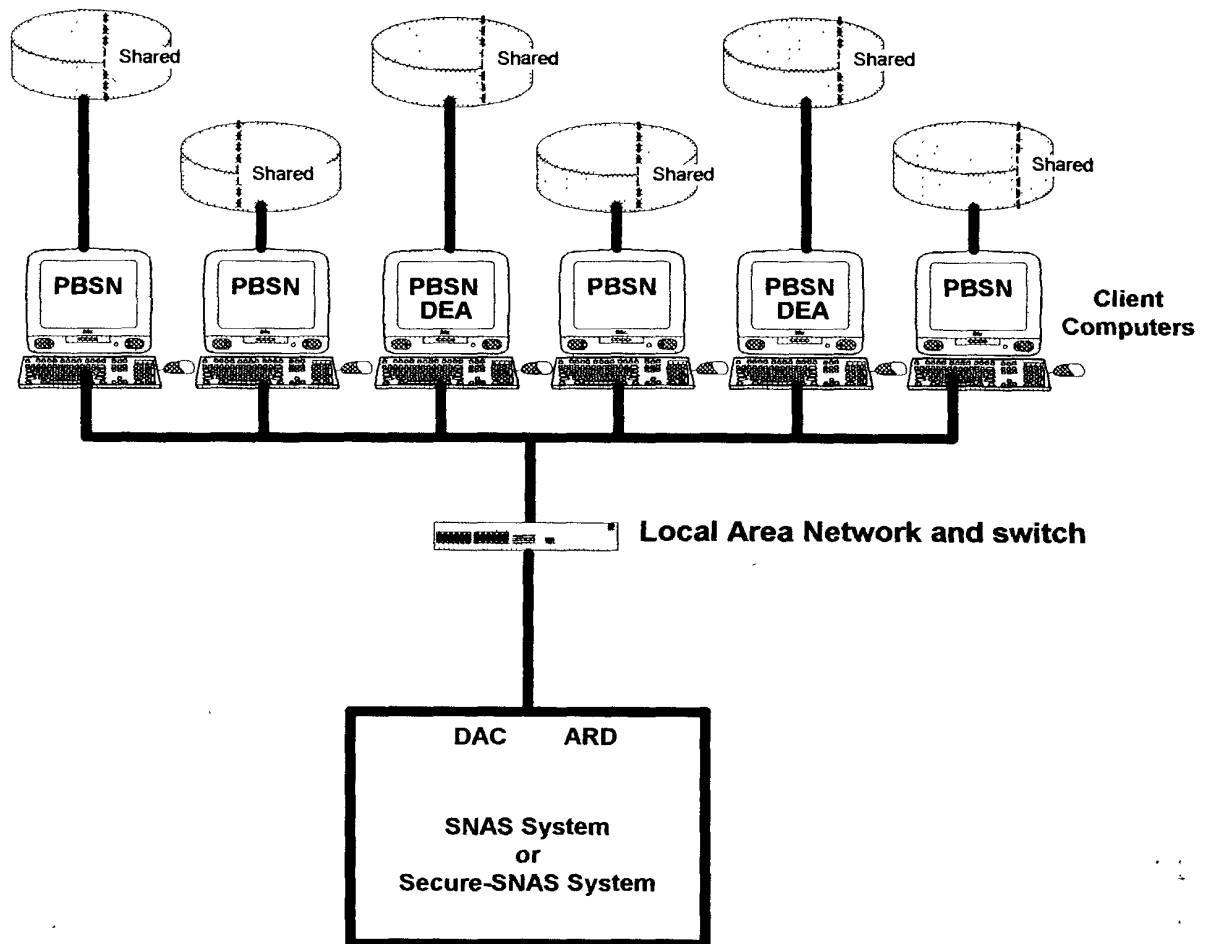 Shared
Shared
Shared
Shared
Shared
Shared
PBSN
PBSN
PBSN
DEA
PBSN
PBSN
DEA
PBSN
Client
Computers
Local Area Network and switch
DAC ARD
SNAS System
or
Secure-SNAS System